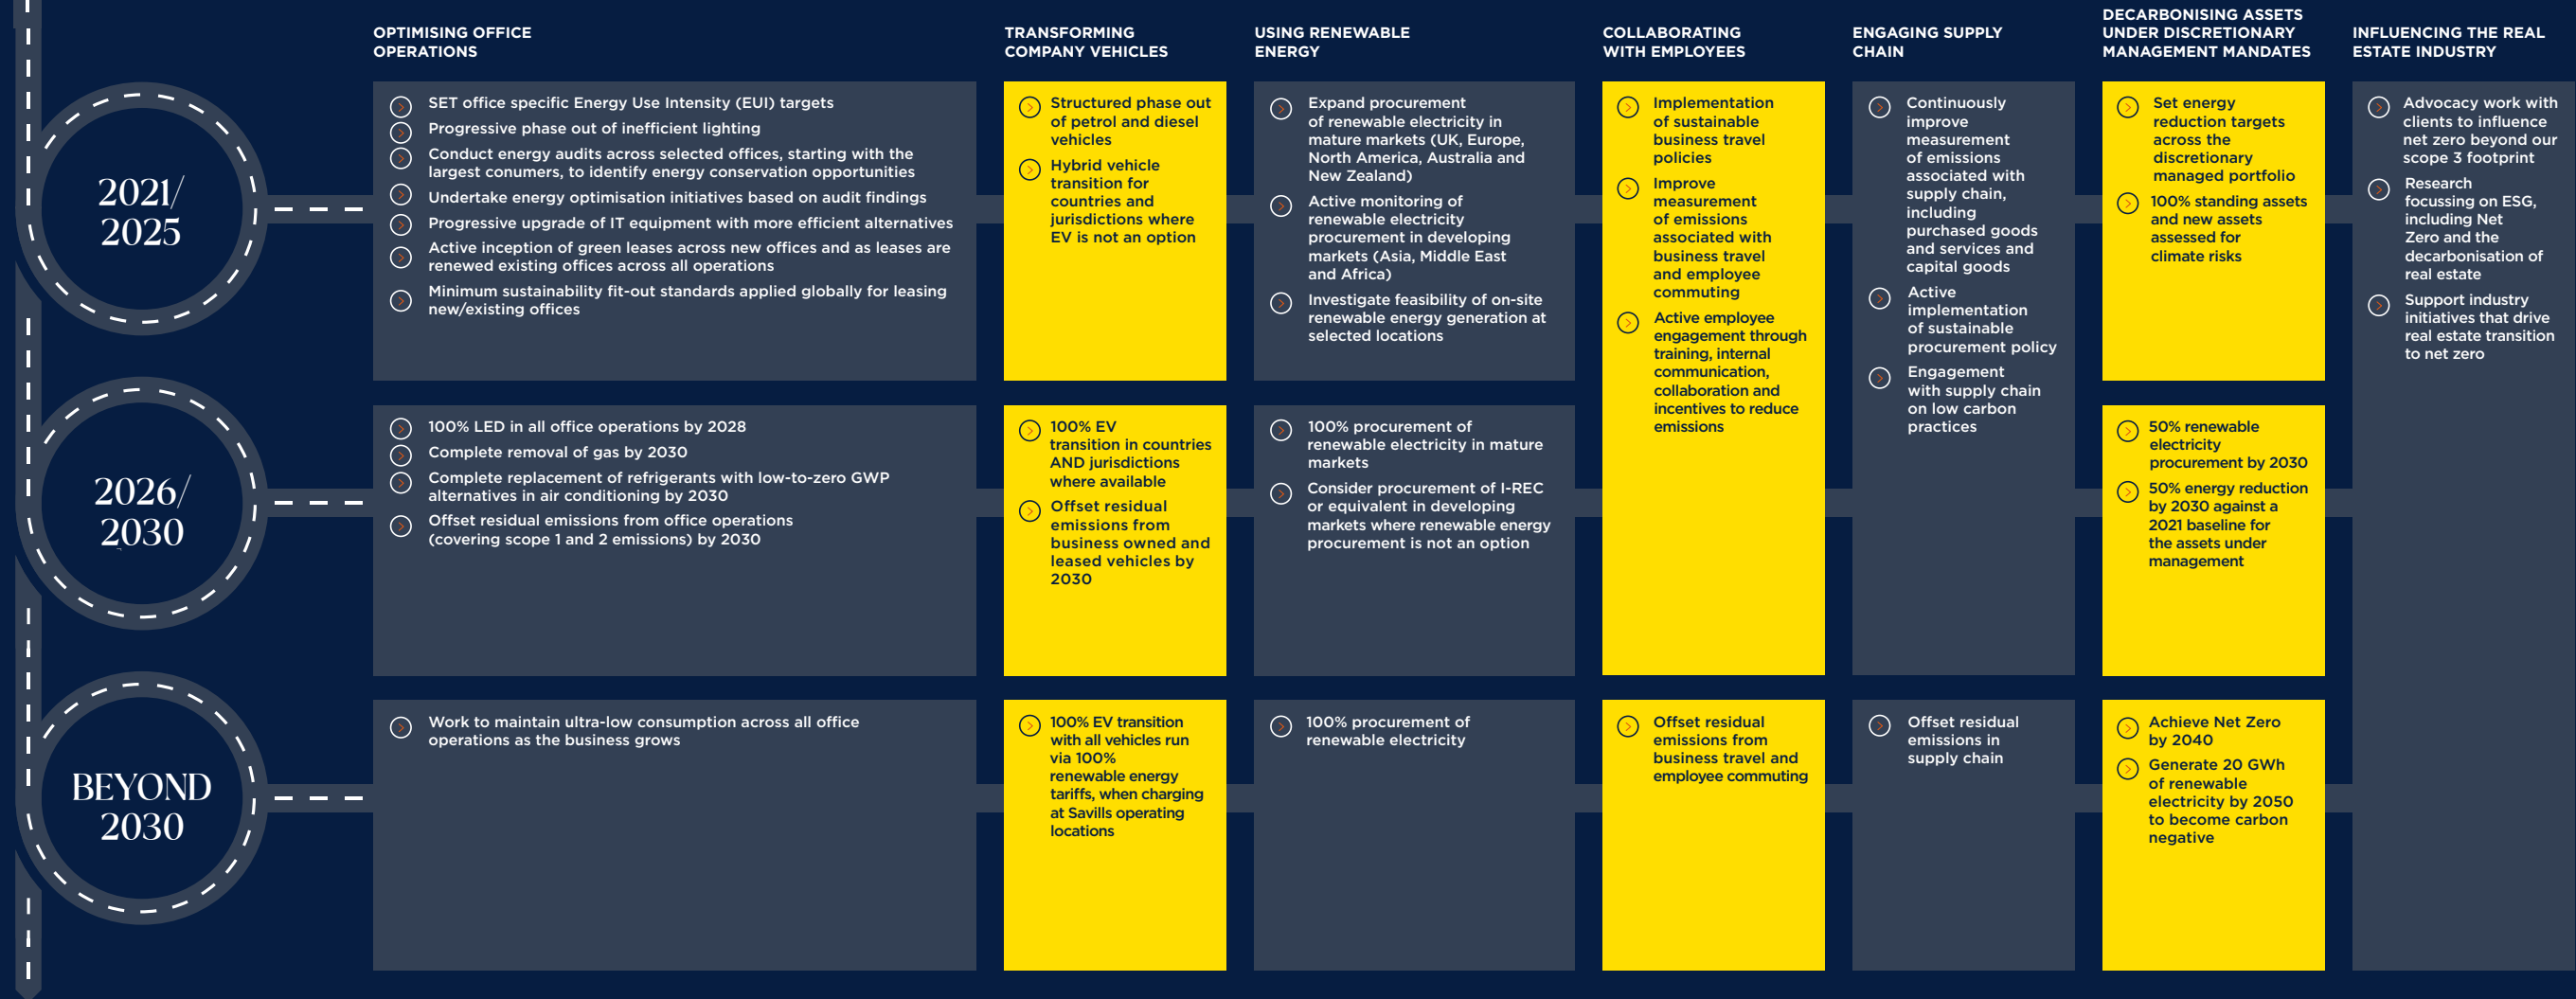 OPTIMISING OFFICE
OPERATIONS
TRANSFORMING
COMPANY VEHICLES
USING RENEWABLE
ENERGY
COLLABORATING
WITH EMPLOYEES
ENGAGING SUPPLY
CHAIN
DECARBONISING ASSETS
UNDER DISCRETIONARY
MANAGEMENT MANDATES
INFLUENCING THE REAL
ESTATE INDUSTRY
2021/
2025
SET office specific Energy Use Intensity (EUI) targets
Progressive phase out of inefficient lighting
Conduct energy audits across selected offices, starting with the
largest conumers, to identify energy conservation opportunities
Undertake energy optimisation initiatives based on audit findings
Progressive upgrade of IT equipment with more efficient alternatives
Active inception of green leases across new offices and as leases are
renewed existing offices across all operations
Minimum sustainability fit-out standards applied globally for leasing
new/existing offices
Structured phase out
of petrol and diesel
vehicles
Hybrid vehicle
transition for
countries and
jurisdictions where
EV is not an option
Expand procurement
of renewable electricity in
mature markets (UK, Europe,
North America, Australia and
New Zealand)
Active monitoring of
renewable electricity
procurement in developing
markets (Asia, Middle East
and Africa)
Investigate feasibility of on-site
renewable energy generation at
selected locations
Implementation
of sustainable
business travel
policies
Improve
measurement
of emissions
associated with
business travel
and employee
commuting
Active employee
engagement through
training, internal
communication,
collaboration and
incentives to reduce
emissions
Continuously
improve
measurement
of emissions
associated with
supply chain,
including
purchased goods
and services and
capital goods
Active
implementation
of sustainable
procurement policy
Engagement
with supply chain
on low carbon
practices
Set energy
reduction targets
across the
discretionary
managed portfolio
100% standing assets
and new assets
assessed for
climate risks
Advocacy work with
clients to influence
net zero beyond our
scope 3 footprint
Research
focussing on ESG,
including Net
Zero and the
decarbonisation of
real estate
Support industry
initiatives that drive
real estate transition
to net zero
2026/
2030
100% LED in all office operations by 2028
Complete removal of gas by 2030
Complete replacement of refrigerants with low-to-zero GWP
alternatives in air conditioning by 2030
Offset residual emissions from office operations
(covering scope 1 and 2 emissions) by 2030
100% EV
transition in countries
AND jurisdictions
where available
Offset residual
emissions from
business owned and
leased vehicles by
2030
100% procurement of
renewable electricity in mature
markets
Consider procurement of I-REC
or equivalent in developing
markets where renewable energy
procurement is not an option
50% renewable
electricity
procurement by 2030
50% energy reduction
by 2030 against a
2021 baseline for
the assets under
management
BEYOND
2030
Work to maintain ultra-low consumption across all office
operations as the business grows
100% EV transition
with all vehicles run
via 100%
renewable energy
tariffs, when charging
at Savills operating
locations
100% procurement of
renewable electricity
Offset residual
emissions from
business travel and
employee commuting
Offset residual
emissions in
supply chain
Achieve Net Zero
by 2040
Generate 20 GWh
of renewable
electricity by 2050
to become carbon
negative